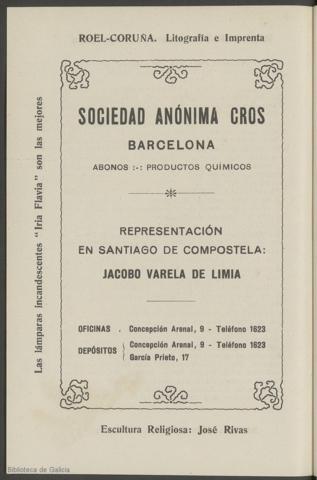 ROEL-CORUÑA. Litografía e Imprenta
Las lámparas incandescentes "Iria Flavia" son las mejores
SOCIEDAD ANÓNIMA CROS
BARCELONA
ABONOS :-: PRODUCTOS QUÍMICOS
REPRESENTACIÓN
EN SANTIAGO DE COMPOSTELA:
JACOBO VARELA DE LIMIA
OFICINAS . Concepción Arenal, 9 - Teléfono 1623
DEPÓSITOS { Concepción Arenal, 9 - Teléfono 1623
García Prieto, 17
Escultura Religiosa: José Rivas
Biblioteca de Galicia